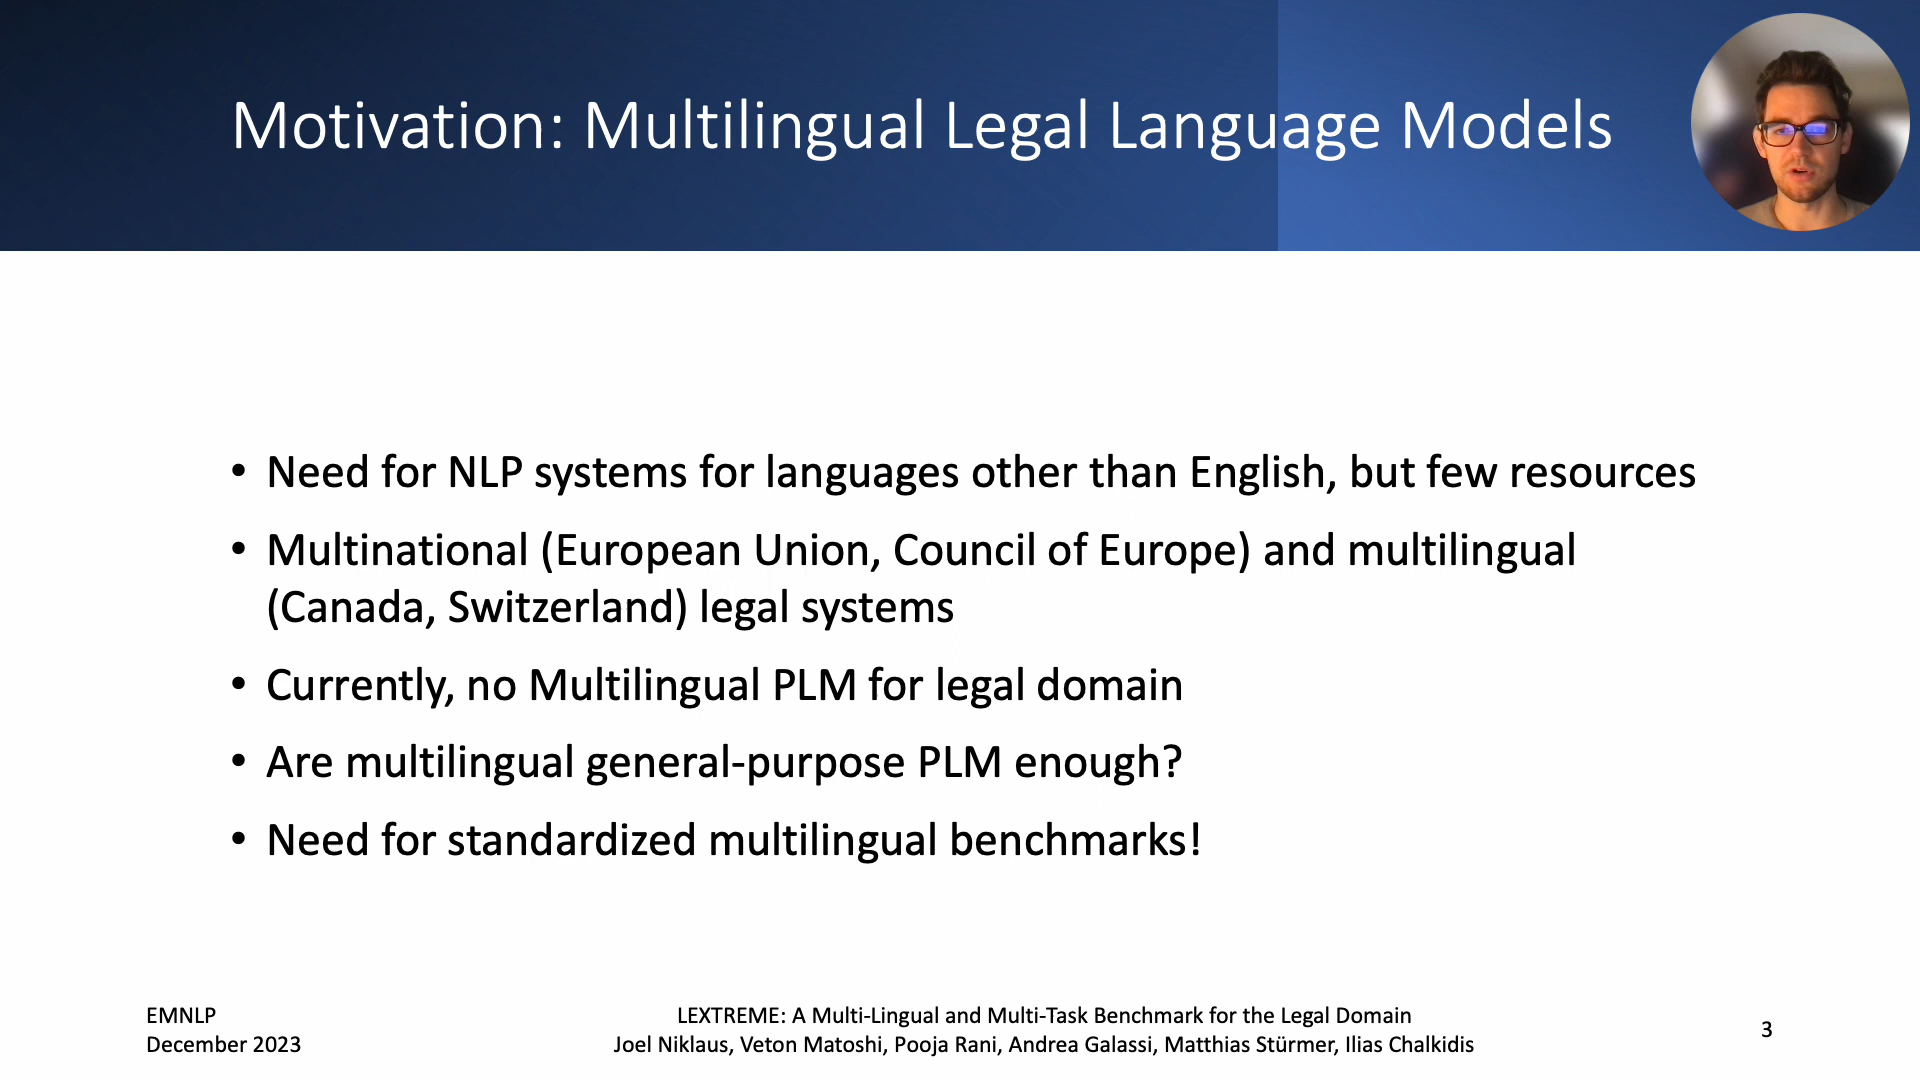 Motivation: Multilingual Legal Language Models
• Need for NLP systems for languages other than English, but few resources
• Multinational (European Union, Council of Europe) and multilingual
(Canada, Switzerland) legal systems
• Currently, no Multilingual PLM for legal domain
• Are multilingual general-purpose PLM enough?
• Need for standardized multilingual benchmarks!
EMNLP
December 2023
LEXTREME: A Multi-Lingual and Multi-Task Benchmark for the Legal Domain
Joel Niklaus, Veton Matoshi, Pooja Rani, Andrea Galassi, Matthias Stürmer, Ilias Chalkidis
3